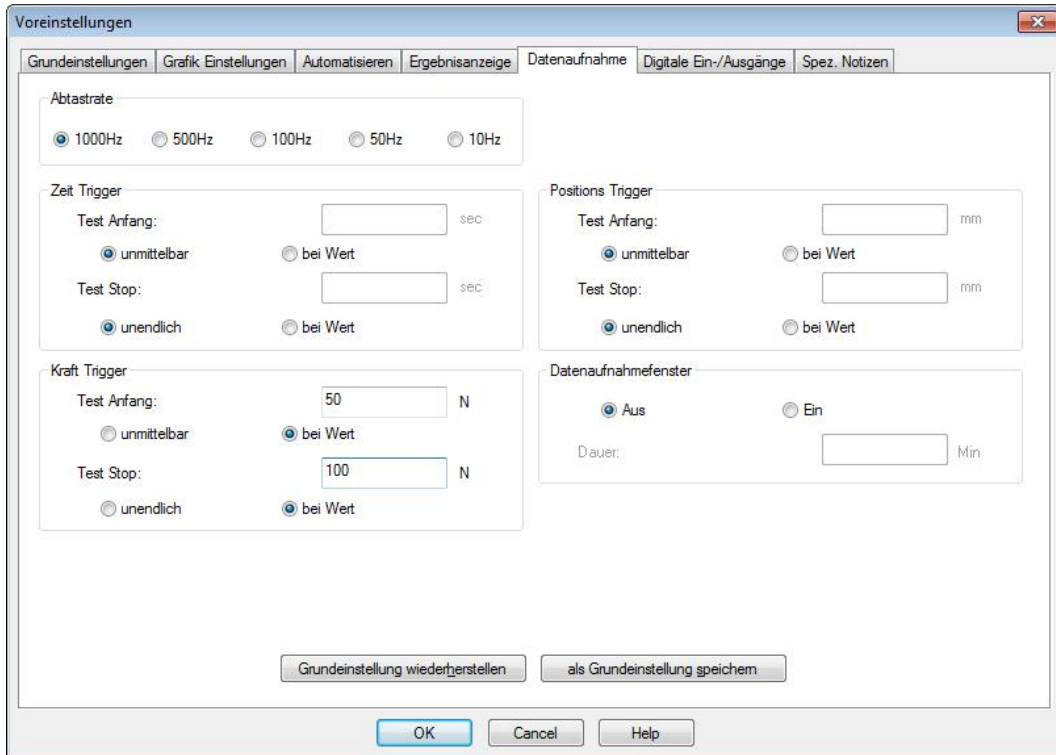 Voreinstellungen
Grundeinstellungen Grafik Einstellungen Automatisieren Ergebnisanzeige Datenaufnahme Digitale Ein-/Ausgänge Spez. Notizen
Abtastrate
1000Hz 500Hz 100Hz 50Hz 10Hz
Zeit Trigger
Test Anfang: sec
unmittelbar bei Wert
Test Stop: sec
unendlich bei Wert
Positions Trigger
Test Anfang: mm
unmittelbar bei Wert
Test Stop: mm
unendlich bei Wert
Kraft Trigger
Test Anfang: 50 N
unmittelbar bei Wert
Test Stop: 100 N
unendlich bei Wert
Datenaufnahmefenster
Aus Ein
Dauer: Min
Grundeinstellung wiederherstellen als Grundeinstellung speichern
OK Cancel Help